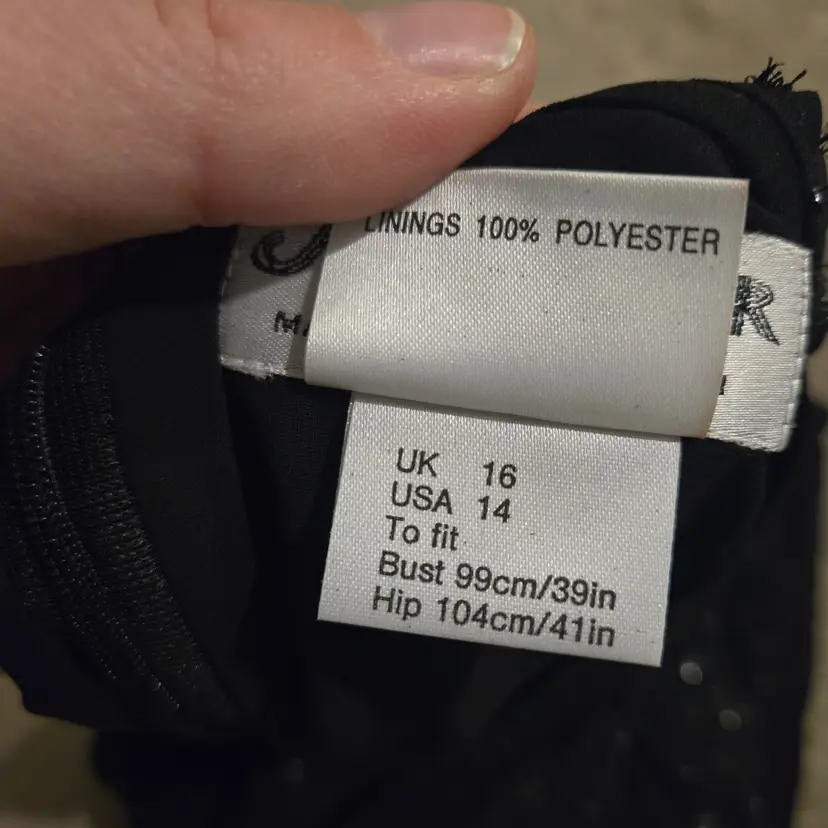 LININGS 100% POLYESTER
UK 16
USA 14
To fit
Bust 99cm/39in
Hip 104cm/41in